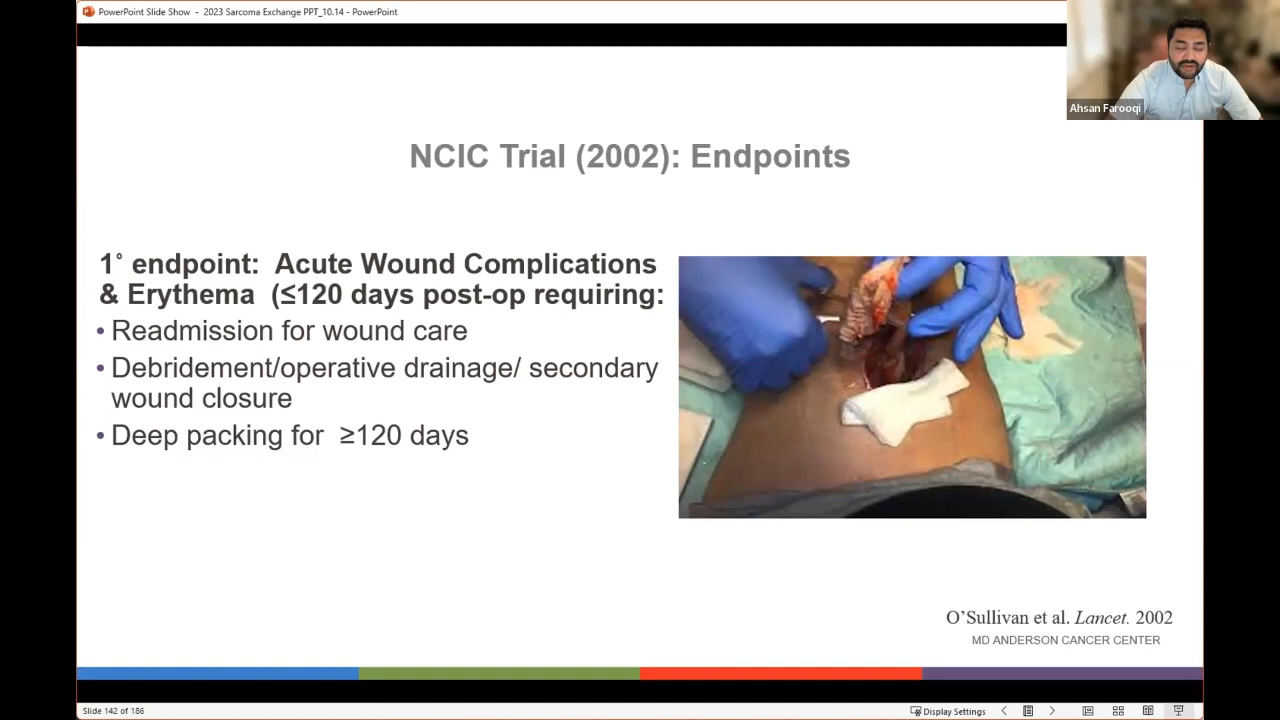 PowerPoint Slide Show - 2023 Sarcoma Exchange PPT_10.14 - PowerPoint
Ahsan Farooqi
NCIC Trial (2002): Endpoints
1˚ endpoint: Acute Wound Complications
& Erythema (≤120 days post-op requiring:
• Readmission for wound care
• Debridement/operative drainage/ secondary
wound closure
• Deep packing for ≥120 days
O’Sullivan et al. Lancet. 2002
MD ANDERSON CANCER CENTER
Slide 142 of 186
Display Settings